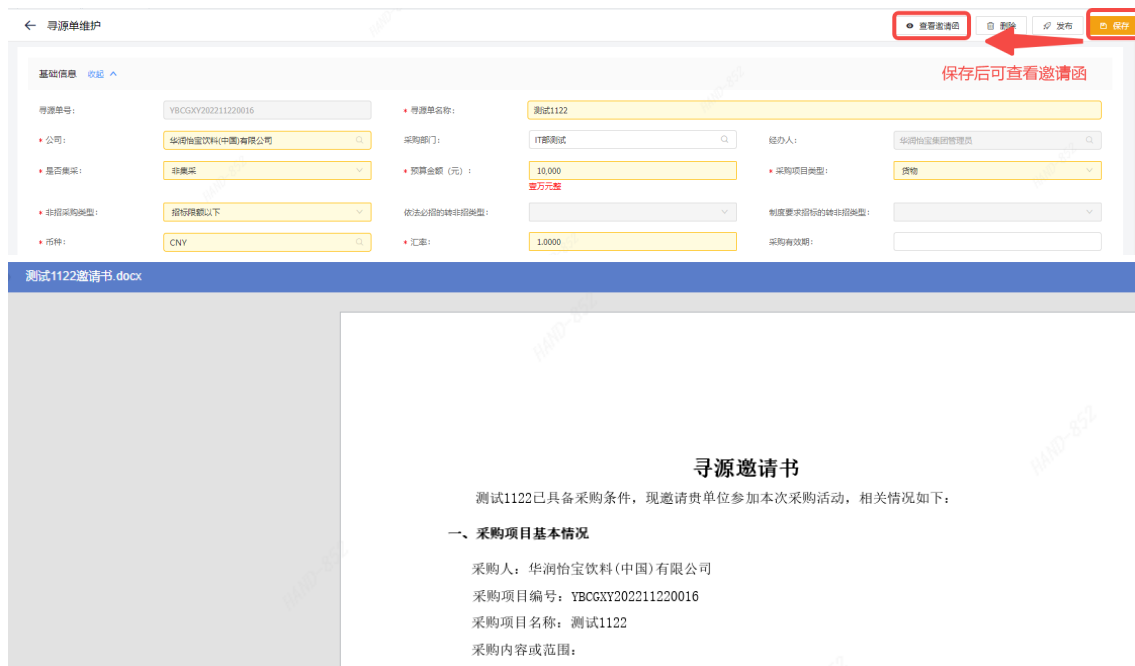 ← 寻源单维护 查看邀请函 删除 发布 保存
保存后可查看邀请函
基础信息 收起
寻源单号: YBCGXY202211220016 * 寻源单名称: 测试1122
* 公司: 华润怡宝饮料(中国)有限公司 采购部门: IT部测试 经办人: 华润怡宝集团管理员
* 是否集采: 非集采 * 预算金额（元）: 10,000 * 采购项目类型: 货物
壹万元整
* 非招采购类型: 招标限额以下 依法必招的转非招类型: 制度要求招标的转非招类型:
* 币种: CNY * 汇率: 1.0000 采购有效期:
测试1122邀请书.docx
寻源邀请书
测试1122已具备采购条件，现邀请贵单位参加本次采购活动，相关情况如下：
一、采购项目基本情况
采购人：华润怡宝饮料(中国)有限公司
采购项目编号：YBCGXY202211220016
采购项目名称：测试1122
采购内容或范围：
HAND-852